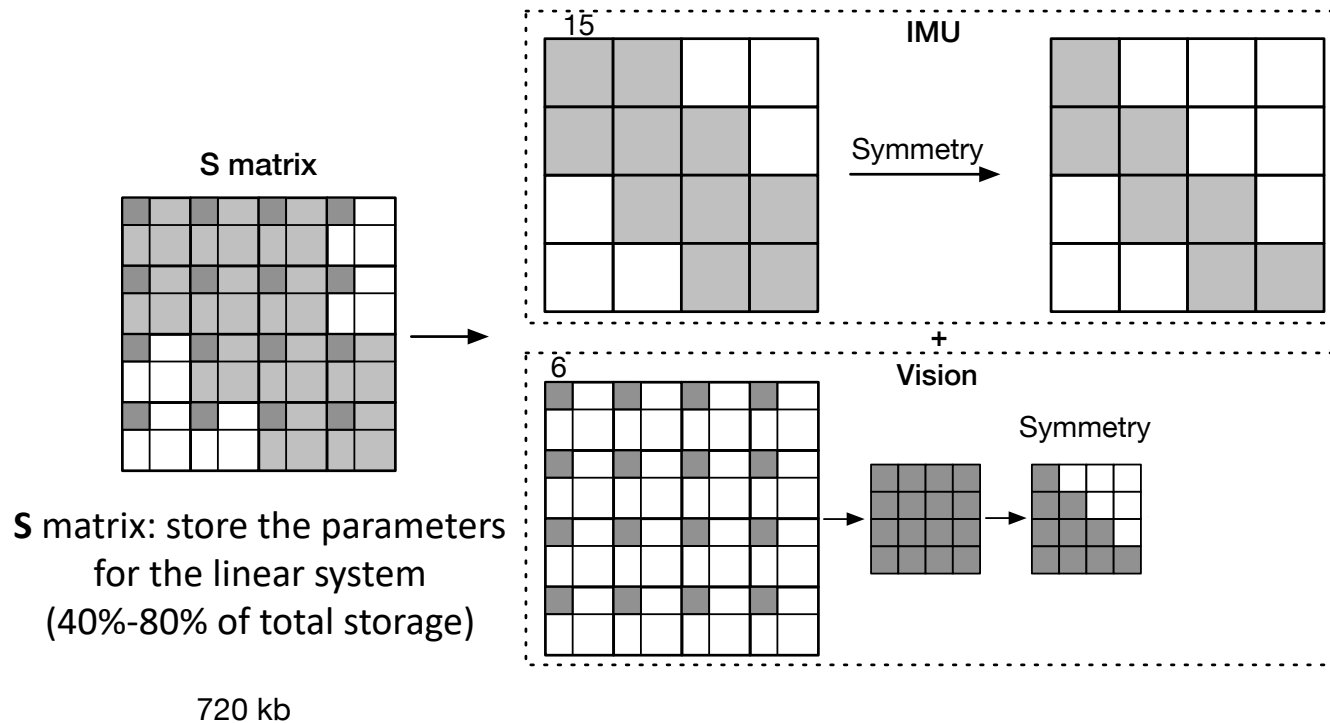 15
IMU
Symmetry
S matrix
+
6
Vision
Symmetry
S matrix: store the parameters
for the linear system
(40%-80% of total storage)
720 kb